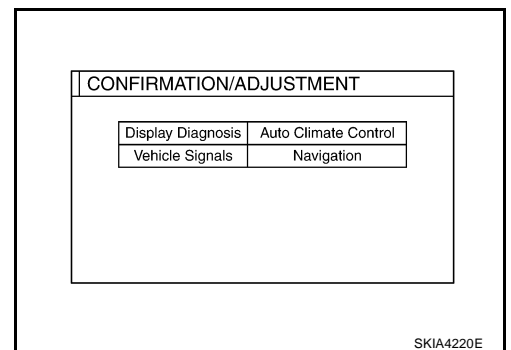 CONFIRMATION/ADJUSTMENT
Display Diagnosis Auto Climate Control
Vehicle Signals Navigation
SKIA4220E